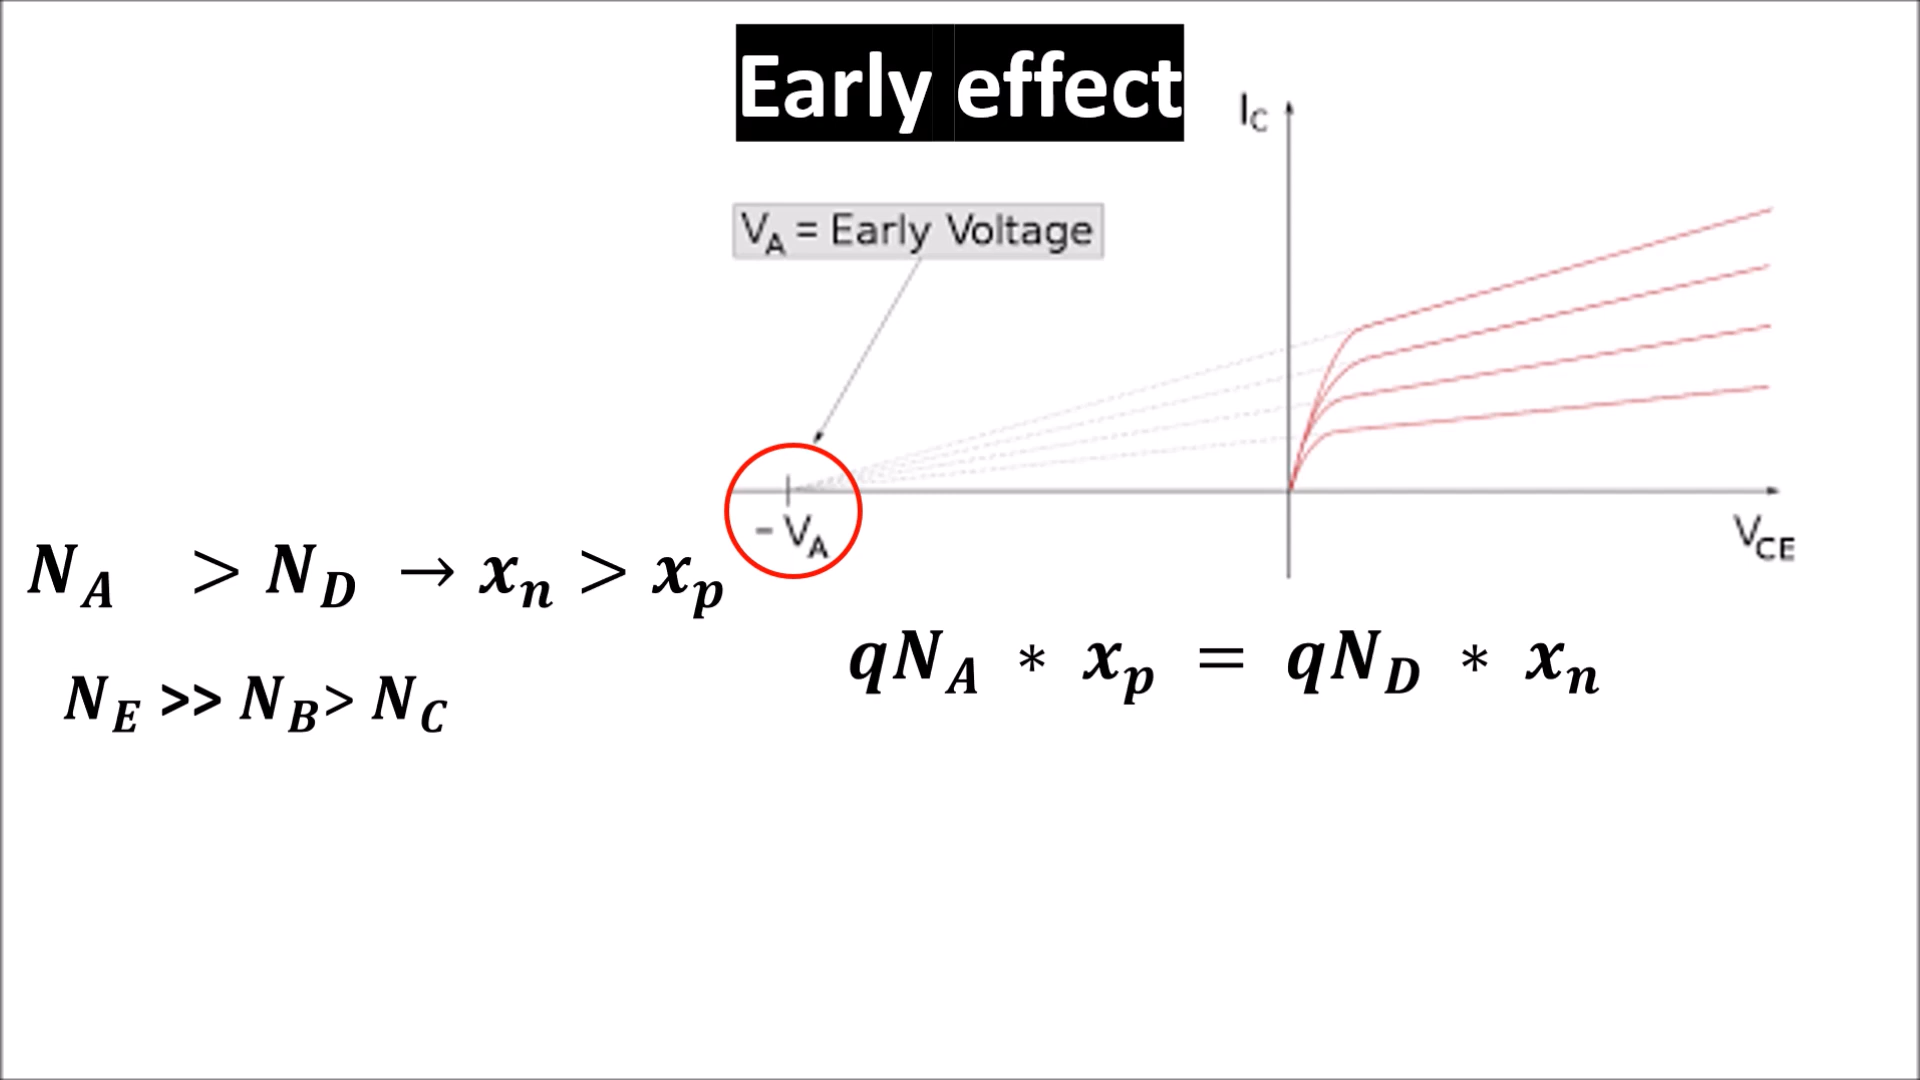 Early effect
I_C
V_A = Early Voltage
– V_A
V_CE
N_A > N_D → x_n > x_p
qN_A * x_p = qN_D * x_n
N_E >> N_B > N_C